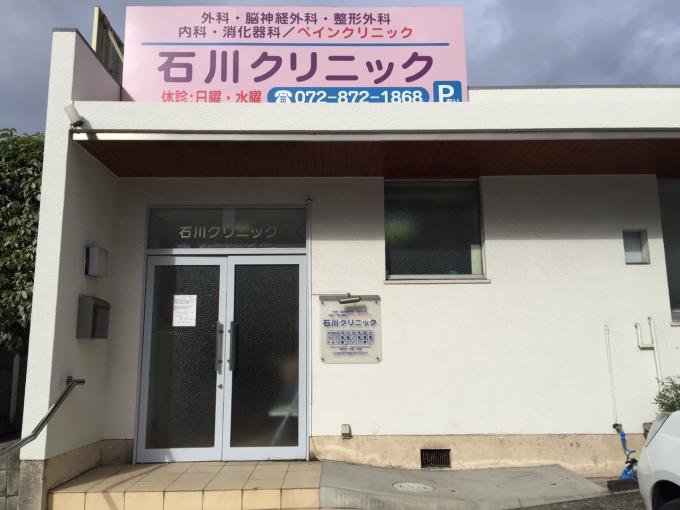 外科・脳神経外科・整形外科
内科・消化器科／ペインクリニック
石川クリニック
休診：日曜・水曜 ☎072-872-1868 P
石川クリニック
石川クリニック